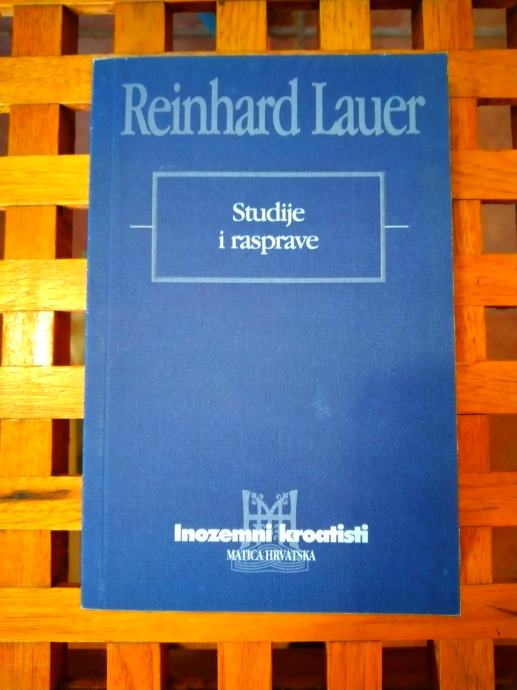 Reinhard Lauer
Studije
i rasprave
Inozemni kroatisti
MATICA HRVATSKA